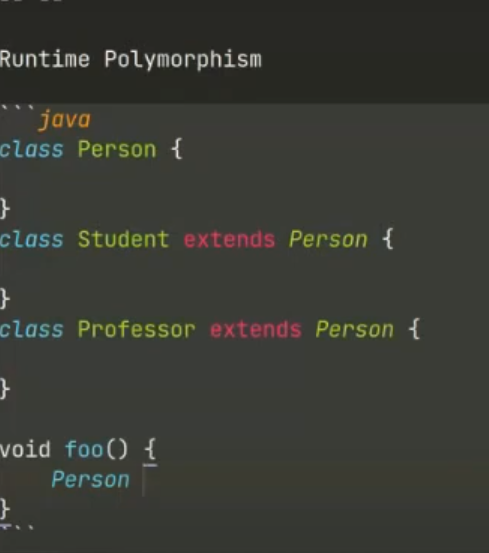 Runtime Polymorphism
```java
class Person {
}
class Student extends Person {
}
class Professor extends Person {
}
void foo() {
Person
}
```